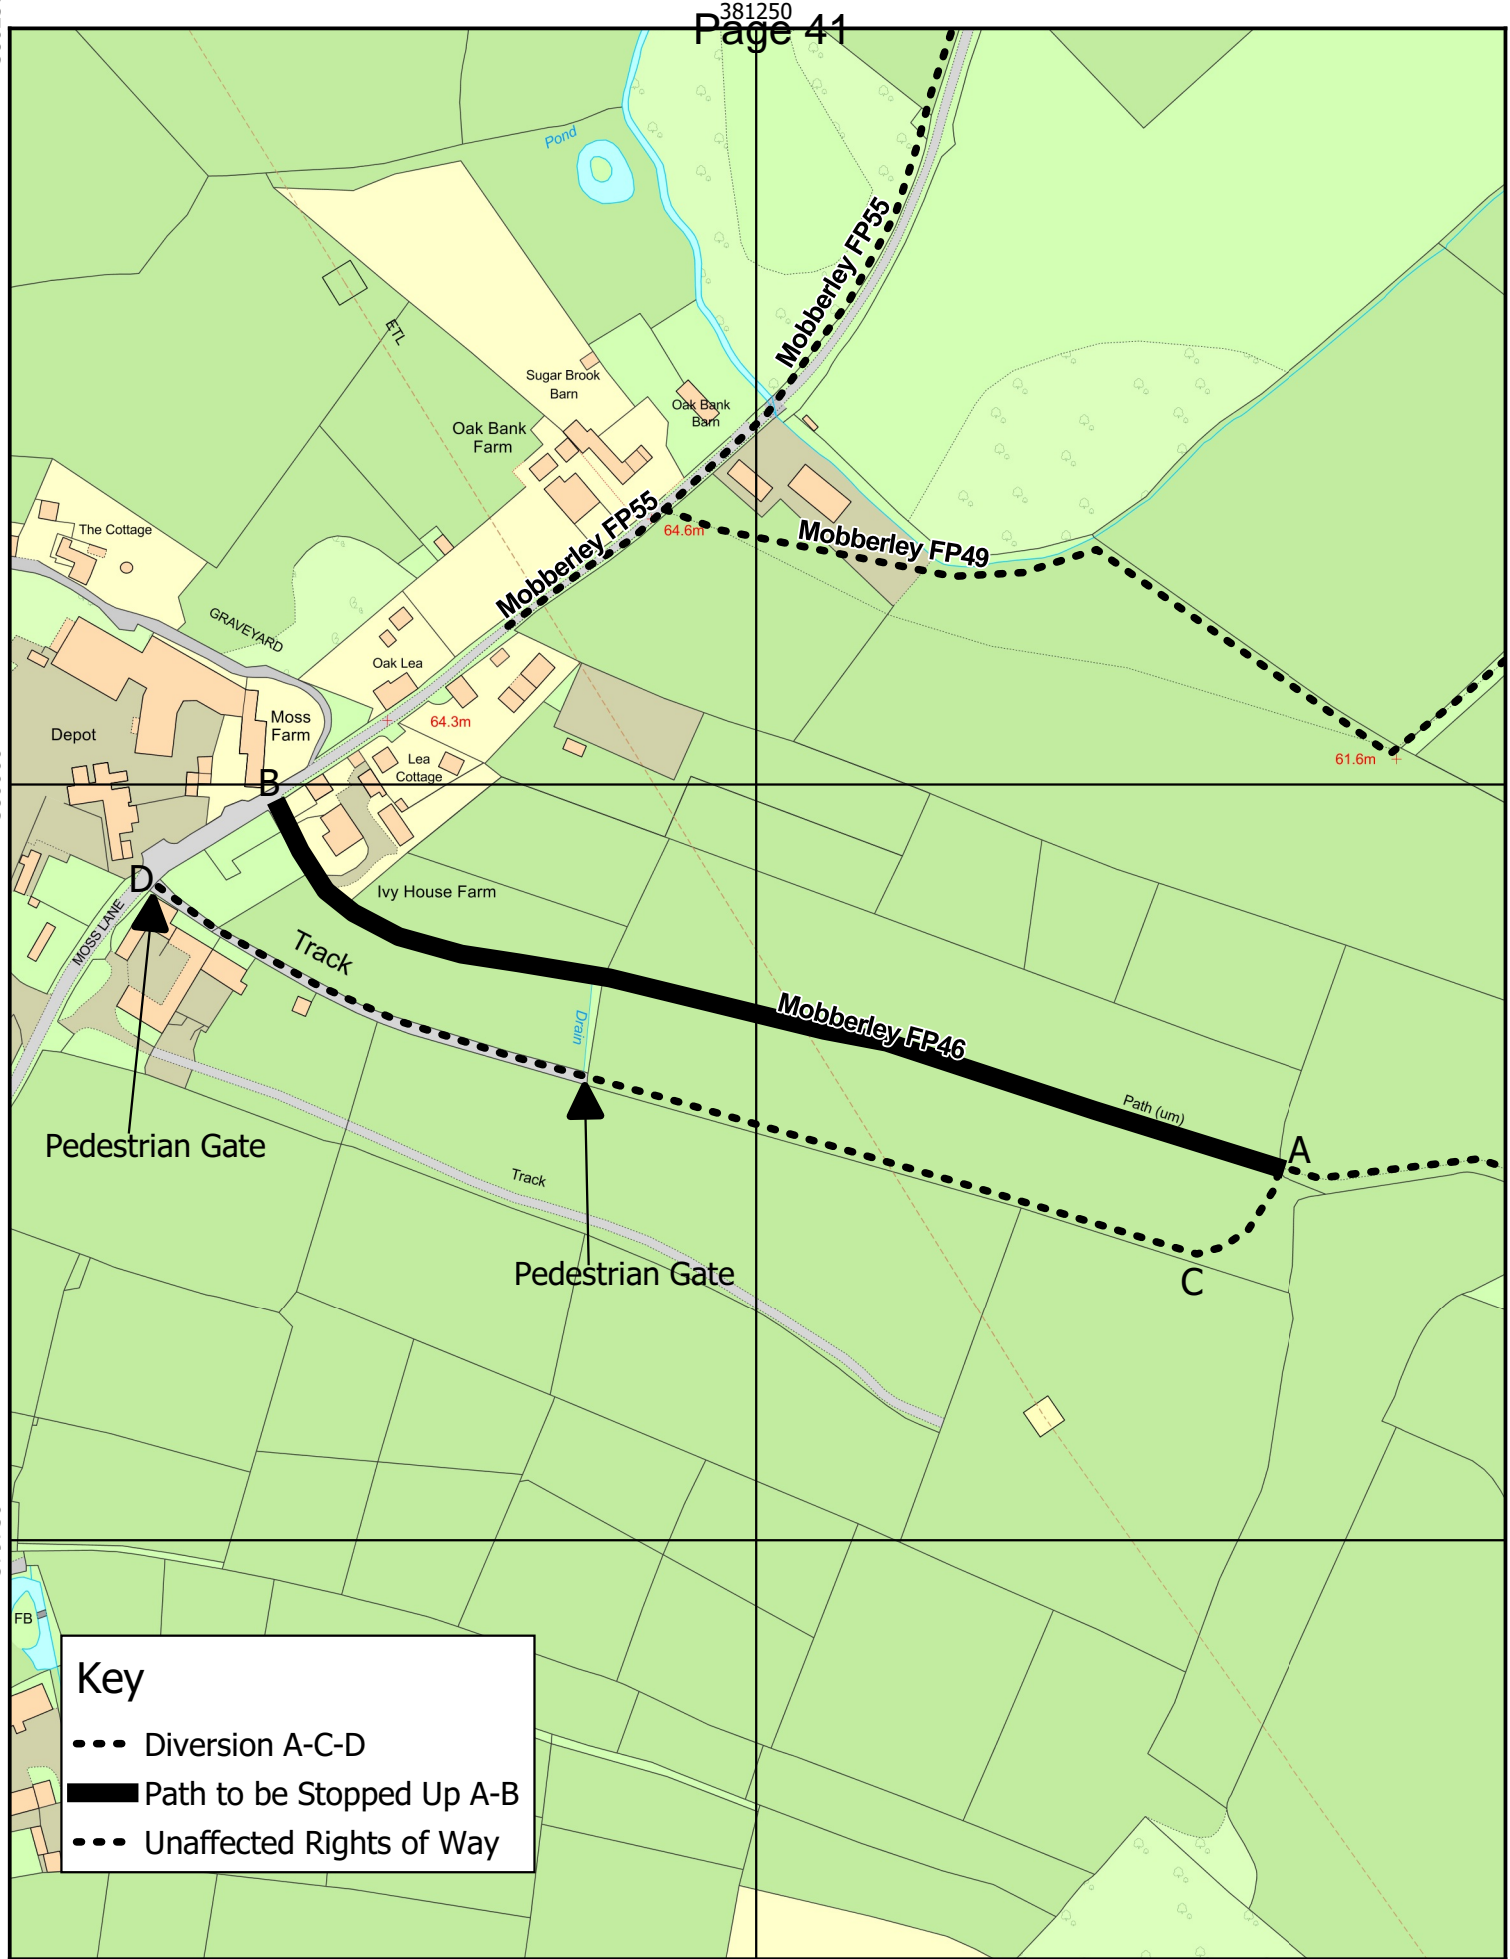 381250
Page 41
Pond
Mobberley FP55
ETL
Sugar Brook
Barn
Oak Bank
Barn
Oak Bank
Farm
Mobberley FP55
64.6m
Mobberley FP49
The Cottage
GRAVEYARD
Oak Lea
64.3m
Moss
Farm
Depot
61.6m
Lea
Cottage
B
D
Ivy House Farm
MOSS LANE
Track
Drain
Mobberley FP46
Path (um)
A
Pedestrian Gate
Track
Pedestrian Gate
C
FB
Key
Diversion A-C-D
Path to be Stopped Up A-B
Unaffected Rights of Way